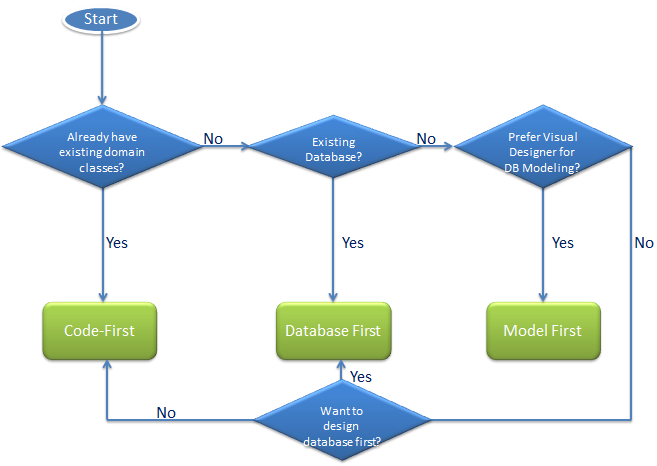 Start
Already have
existing domain
classes?
No
Existing
Database?
No
Prefer Visual
Designer for
DB Modeling?
Yes
Yes
Yes
No
Code-First
Database First
Model First
Yes
No
Want to
design
database first?